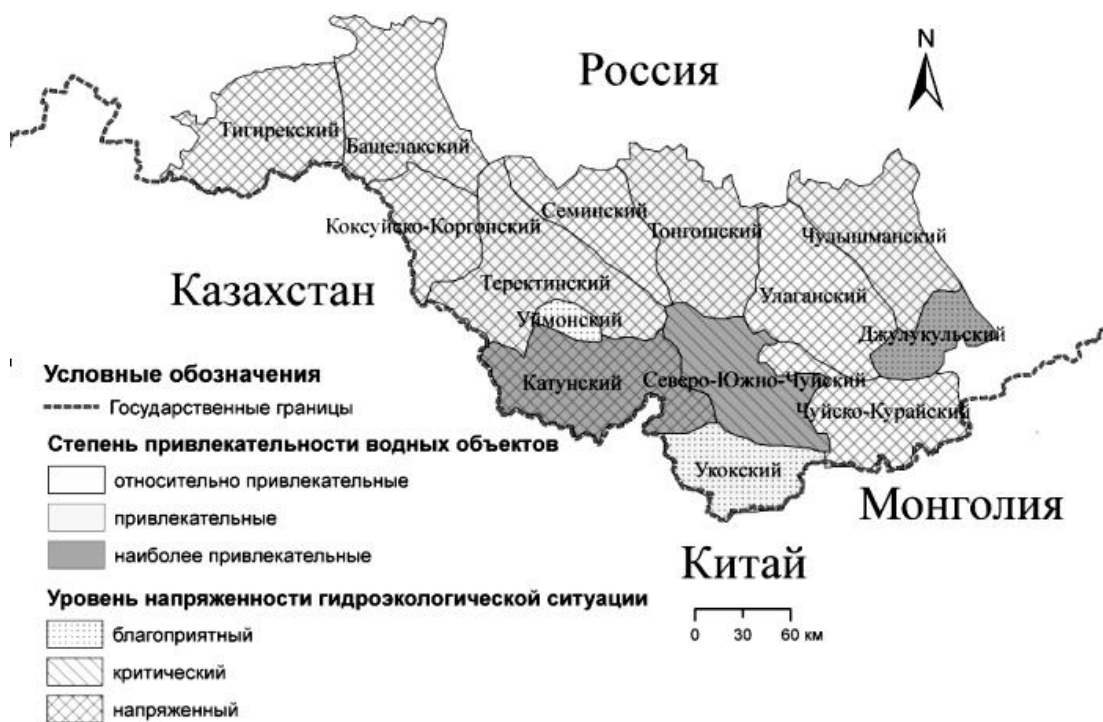 N
Россия
Тигирекский
Бащелакский
Семинский
Коксуйско-Коргонский
Тонгошский
Чулышманский
Казахстан
Теректинский
Улаганский
Уймонский
Джулукульский
Катунский
Северо-Южно-Чуйский
Чуйско-Курайский
Укокский
Монголия
Китай
0 30 60 км
Условные обозначения
Государственные границы
Степень привлекательности водных объектов
относительно привлекательные
привлекательные
наиболее привлекательные
Уровень напряженности гидроэкологической ситуации
благоприятный
критический
напряженный